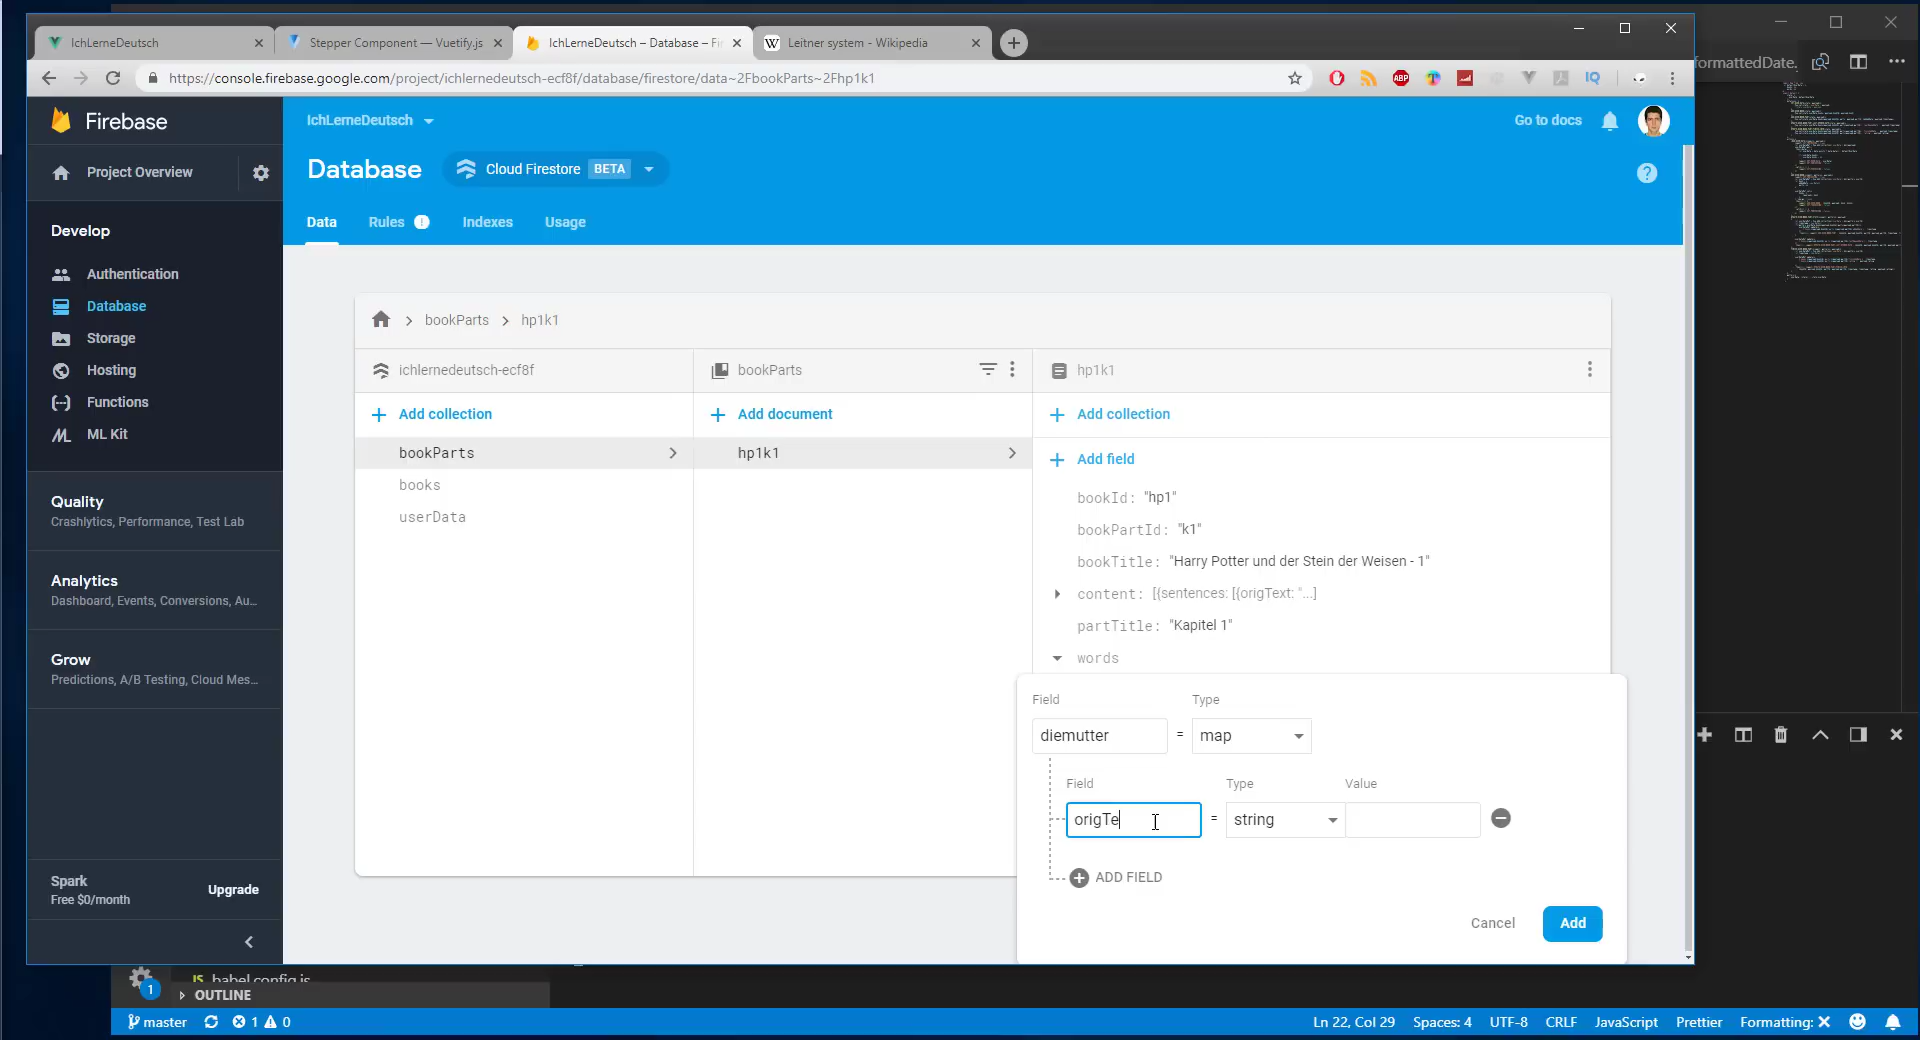 IchLerneDeutsch
Stepper Component — Vuetify.js
IchLerneDeutsch – Database – Fi
Leitner system - Wikipedia
https://console.firebase.google.com/project/ichlernedeutsch-ecf8f/database/firestore/data~2FbookParts~2Fhp1k1
ABP
IQ
formattedDate.
Firebase
IchLerneDeutsch
Go to docs
Project Overview
Database
Cloud Firestore BETA
Data
Rules
Indexes
Usage
Develop
Authentication
Database
Storage
Hosting
Functions
ML Kit
Quality
Crashlytics, Performance, Test Lab
Analytics
Dashboard, Events, Conversions, Au...
Grow
Predictions, A/B Testing, Cloud Mes...
Spark
Free $0/month
Upgrade
bookParts
hp1k1
ichlernedeutsch-ecf8f
bookParts
hp1k1
Add collection
Add document
Add collection
bookParts
books
userData
hp1k1
Add field
bookId: "hp1"
bookPartId: "k1"
bookTitle: "Harry Potter und der Stein der Weisen - 1"
content: [{sentences: [{origText: "...]
partTitle: "Kapitel 1"
words
Field
Type
diemutter = map
Field
Type
Value
origTe = string
ADD FIELD
Cancel
Add
babel.config.js
OUTLINE
1
master
1
0
Ln 22, Col 29
Spaces: 4
UTF-8
CRLF
JavaScript
Prettier
Formatting: ✕